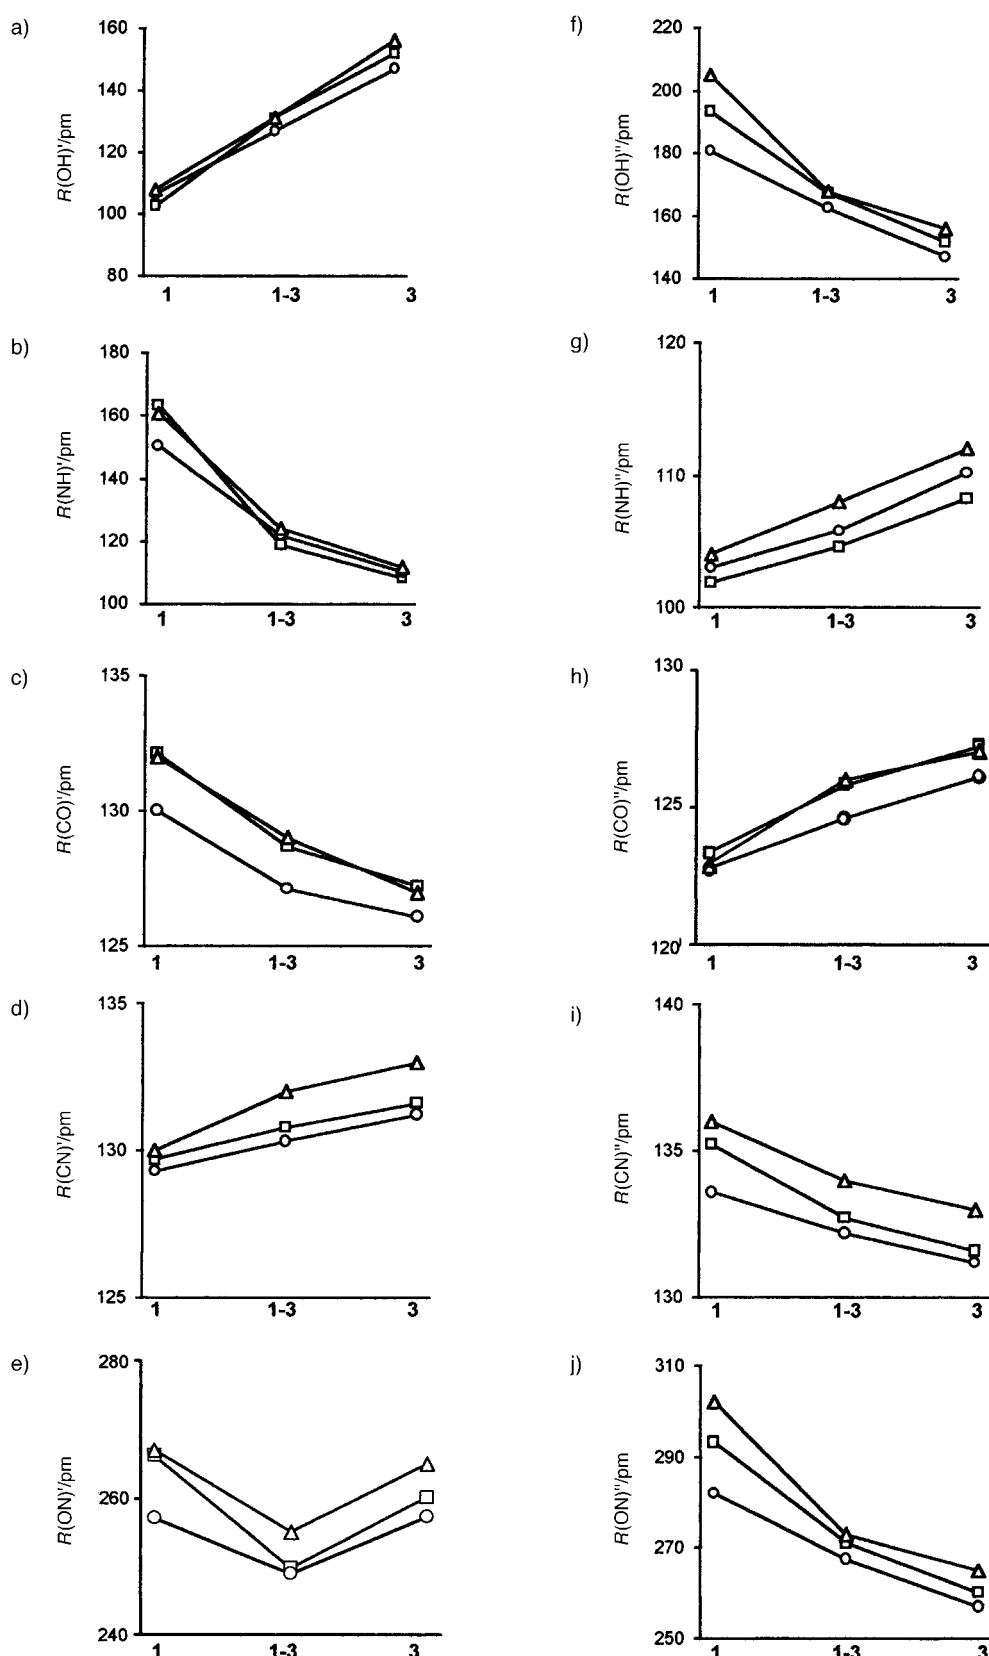 a)
R(OH)'/pm
160
140
120
100
80
1 1-3 3
f)
R(OH)''/pm
220
200
180
160
140
1 1-3 3
b)
R(NH)'/pm
180
160
140
120
100
1 1-3 3
g)
R(NH)''/pm
120
110
100
1 1-3 3
c)
R(CO)'/pm
135
130
125
1 1-3 3
h)
R(CO)''/pm
130
125
120
1 1-3 3
d)
R(CN)'/pm
135
130
125
1 1-3 3
i)
R(CN)''/pm
140
135
130
1 1-3 3
e)
R(ON)'/pm
280
260
240
1 1-3 3
j)
R(ON)''/pm
310
290
270
250
1 1-3 3